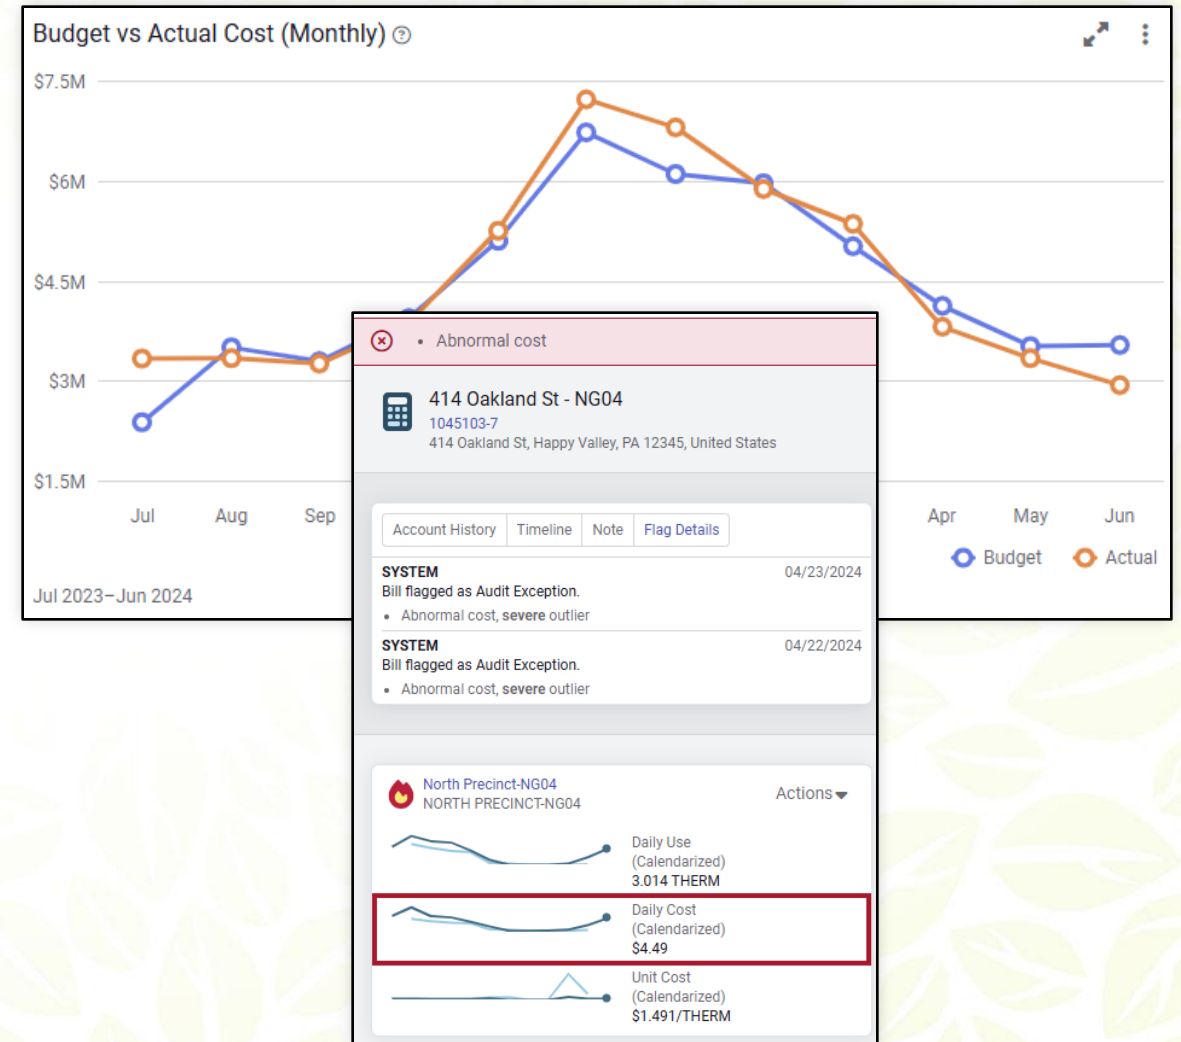 Budget vs Actual Cost (Monthly)
$7.5M
$6M
$4.5M
$3M
$1.5M
Jul Aug Sep Apr May Jun
Budget Actual
Jul 2023–Jun 2024
• Abnormal cost
414 Oakland St - NG04
1045103-7
414 Oakland St, Happy Valley, PA 12345, United States
Account History Timeline Note Flag Details
SYSTEM 04/23/2024
Bill flagged as Audit Exception.
• Abnormal cost, severe outlier
SYSTEM 04/22/2024
Bill flagged as Audit Exception.
• Abnormal cost, severe outlier
North Precinct-NG04
NORTH PRECINCT-NG04
Actions
Daily Use
(Calendarized)
3.014 THERM
Daily Cost
(Calendarized)
$4.49
Unit Cost
(Calendarized)
$1.491/THERM